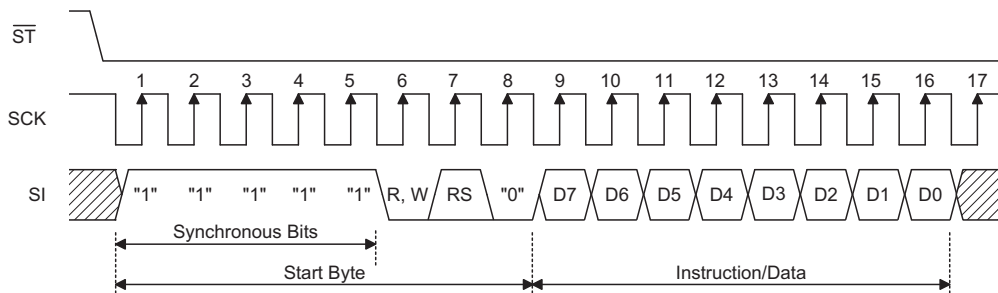 ST
1 2 3 4 5 6 7 8 9 10 11 12 13 14 15 16 17
SCK
SI "1" "1" "1" "1" "1" R, W RS "0" D7 D6 D5 D4 D3 D2 D1 D0
Synchronous Bits
Start Byte Instruction/Data